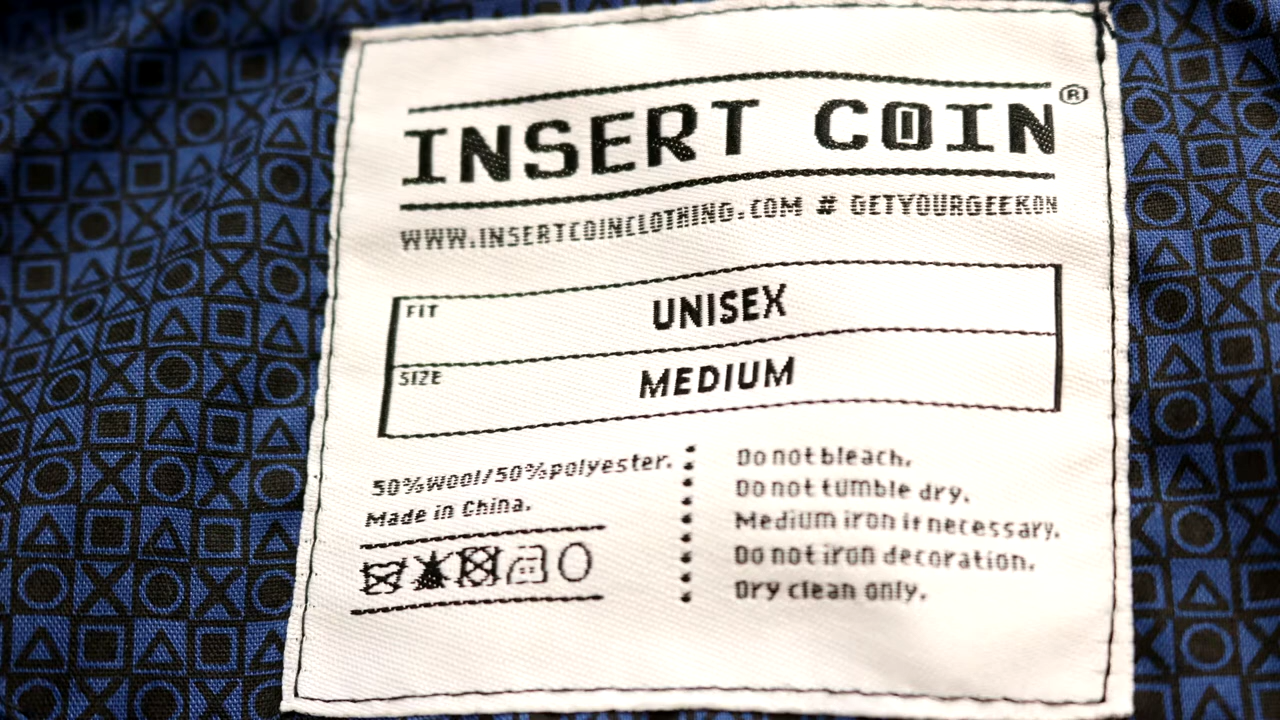 INSERT COIN®
WWW.INSERTCOINCLOTHING.COM # GETYOURGEEKON
FIT UNISEX
SIZE MEDIUM
50%wool/50%polyester.
Made in China.
Do not bleach.
Do not tumble dry.
Medium iron if necessary.
Do not iron decoration.
Dry clean only.